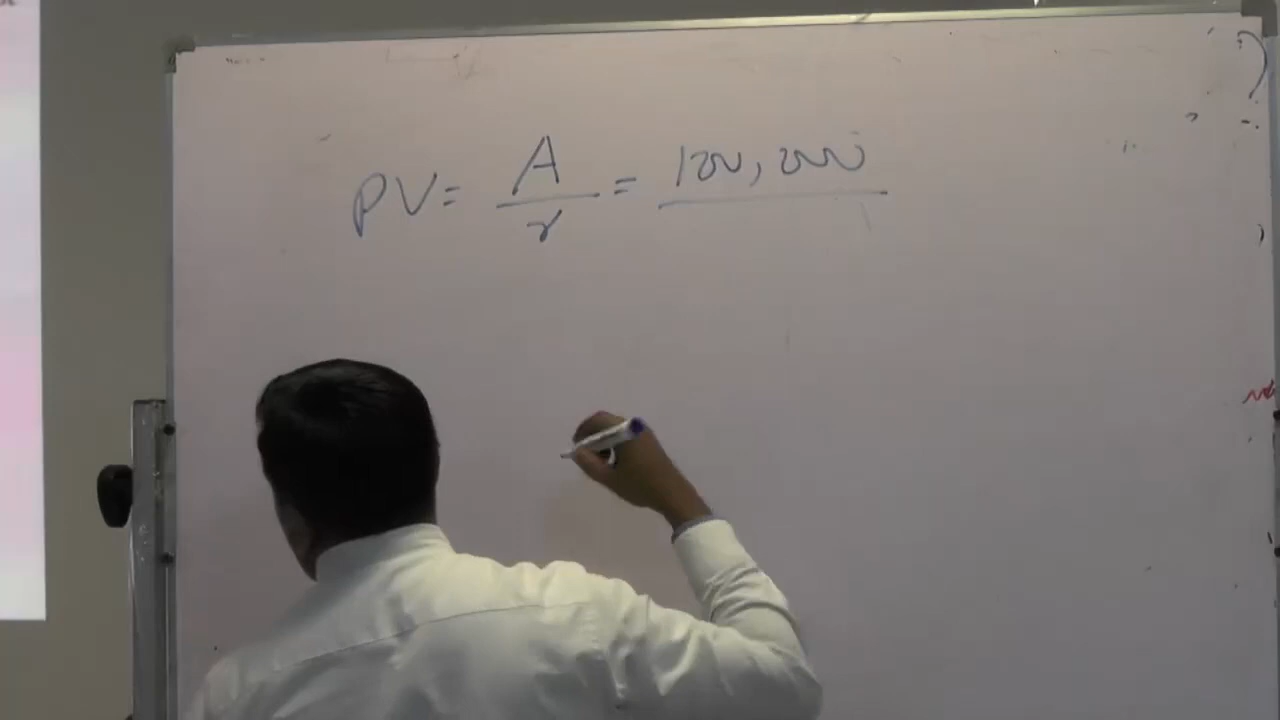 PV = A/r = 100,000/